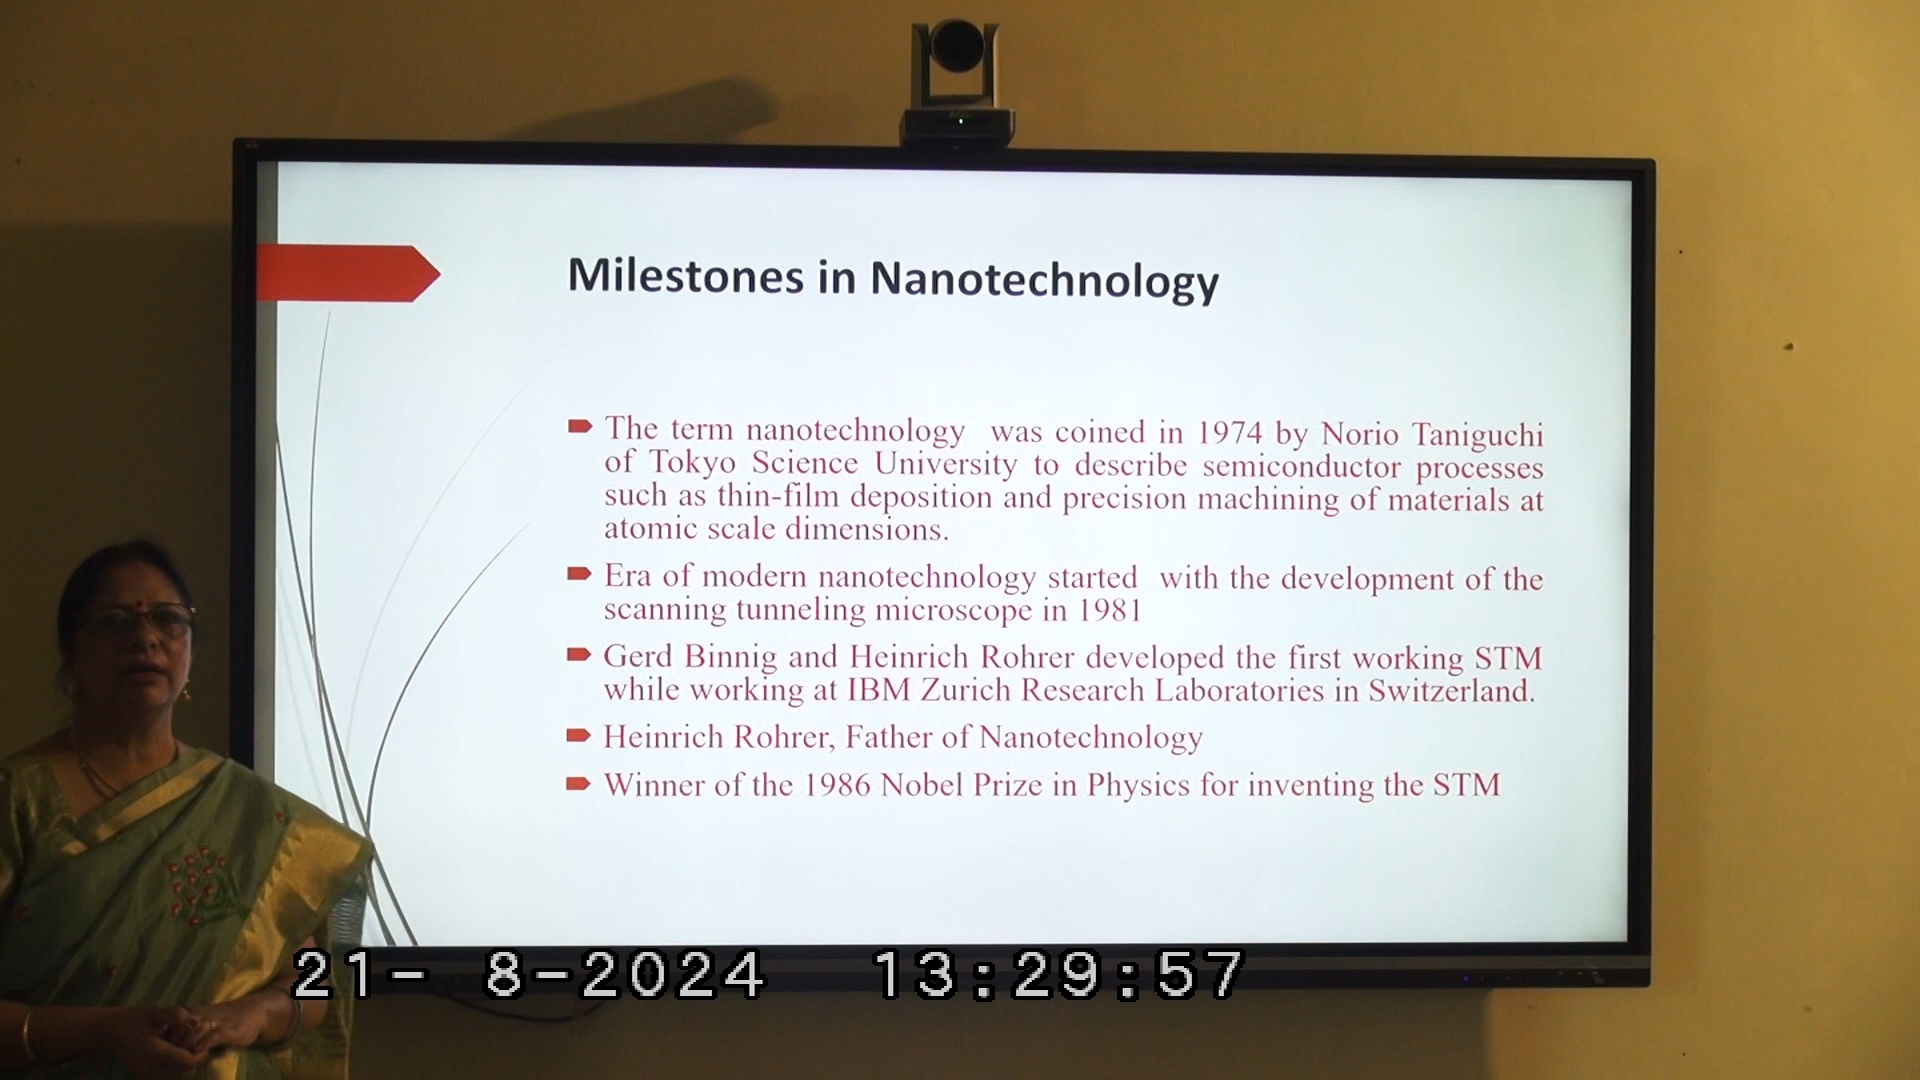 Milestones in Nanotechnology
The term nanotechnology was coined in 1974 by Norio Taniguchi
of Tokyo Science University to describe semiconductor processes
such as thin-film deposition and precision machining of materials at
atomic scale dimensions.
Era of modern nanotechnology started with the development of the
scanning tunneling microscope in 1981
Gerd Binnig and Heinrich Rohrer developed the first working STM
while working at IBM Zurich Research Laboratories in Switzerland.
Heinrich Rohrer, Father of Nanotechnology
Winner of the 1986 Nobel Prize in Physics for inventing the STM
21- 8-2024 13:29:57